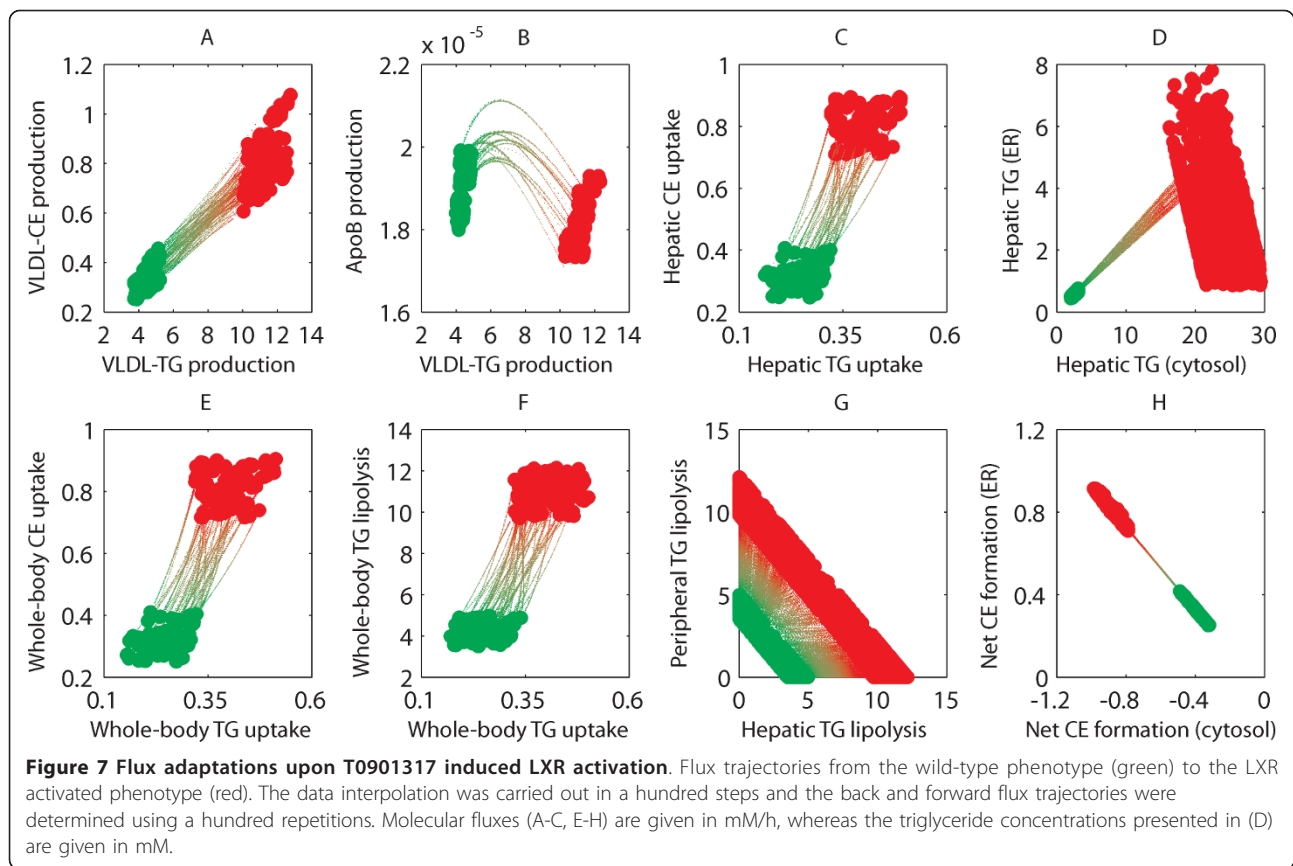 A B C D
x 10^-5
1.2
1
0.8
0.6
0.4
0.2
VLDL-CE production
2 4 6 8 10 12 14
VLDL-TG production
2.2
2.0
1.8
1.6
ApoB production
2 4 6 8 10 12 14
VLDL-TG production
1
0.8
0.6
0.4
0.2
Hepatic CE uptake
0.1 0.35 0.6
Hepatic TG uptake
8
6
4
2
0
Hepatic TG (ER)
0 10 20 30
Hepatic TG (cytosol)
E F G H
1
0.8
0.6
0.4
0.2
Whole-body CE uptake
0.1 0.35 0.6
Whole-body TG uptake
14
12
10
8
6
4
2
Whole-body TG lipolysis
0.1 0.35 0.6
Whole-body TG uptake
15
10
5
0
Peripheral TG lipolysis
0 5 10 15
Hepatic TG lipolysis
1.2
0.8
0.4
0
Net CE formation (ER)
-1.2 -0.8 -0.4 0
Net CE formation (cytosol)
Figure 7 Flux adaptations upon T0901317 induced LXR activation. Flux trajectories from the wild-type phenotype (green) to the LXR
activated phenotype (red). The data interpolation was carried out in a hundred steps and the back and forward flux trajectories were
determined using a hundred repetitions. Molecular fluxes (A-C, E-H) are given in mM/h, whereas the triglyceride concentrations presented in (D)
are given in mM.